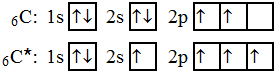 ₆C: 1s ↑↓ 2s ↑↓ 2p ↑ ↑
₆C*: 1s ↑↓ 2s ↑ 2p ↑ ↑ ↑